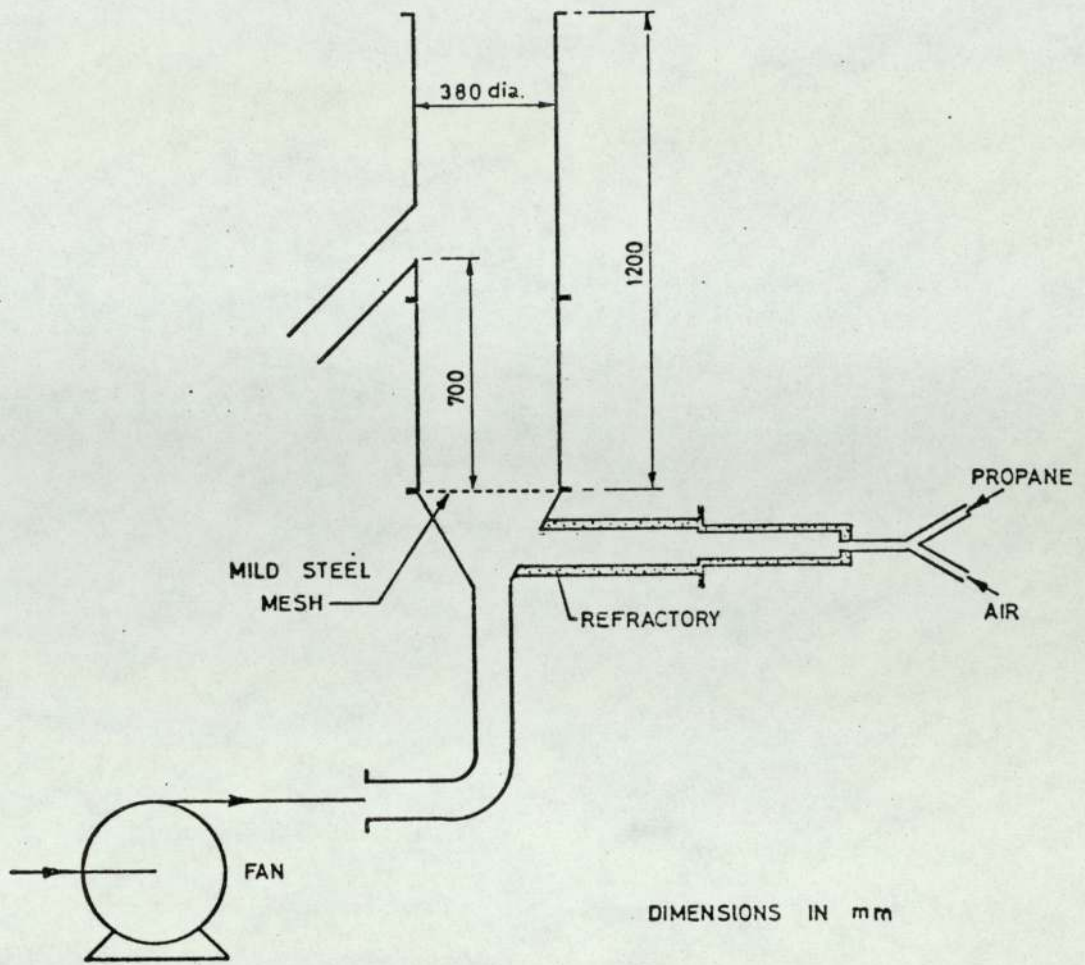 380 dia.
1200
700
PROPANE
MILD STEEL
MESH
REFRACTORY
AIR
FAN
DIMENSIONS IN mm